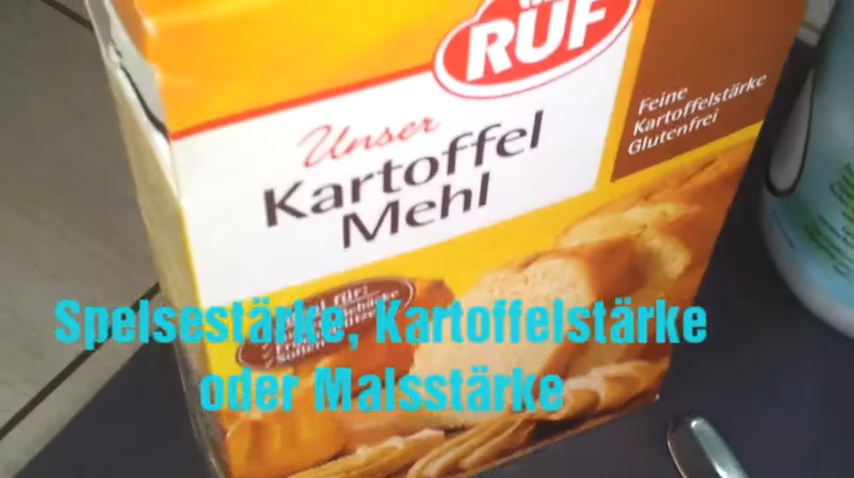 RUF
Unser
Kartoffel
Mehl
Feine
Kartoffelstärke
Glutenfrei
Spelsestärke, Kartoffelstärke
oder Malsstärke